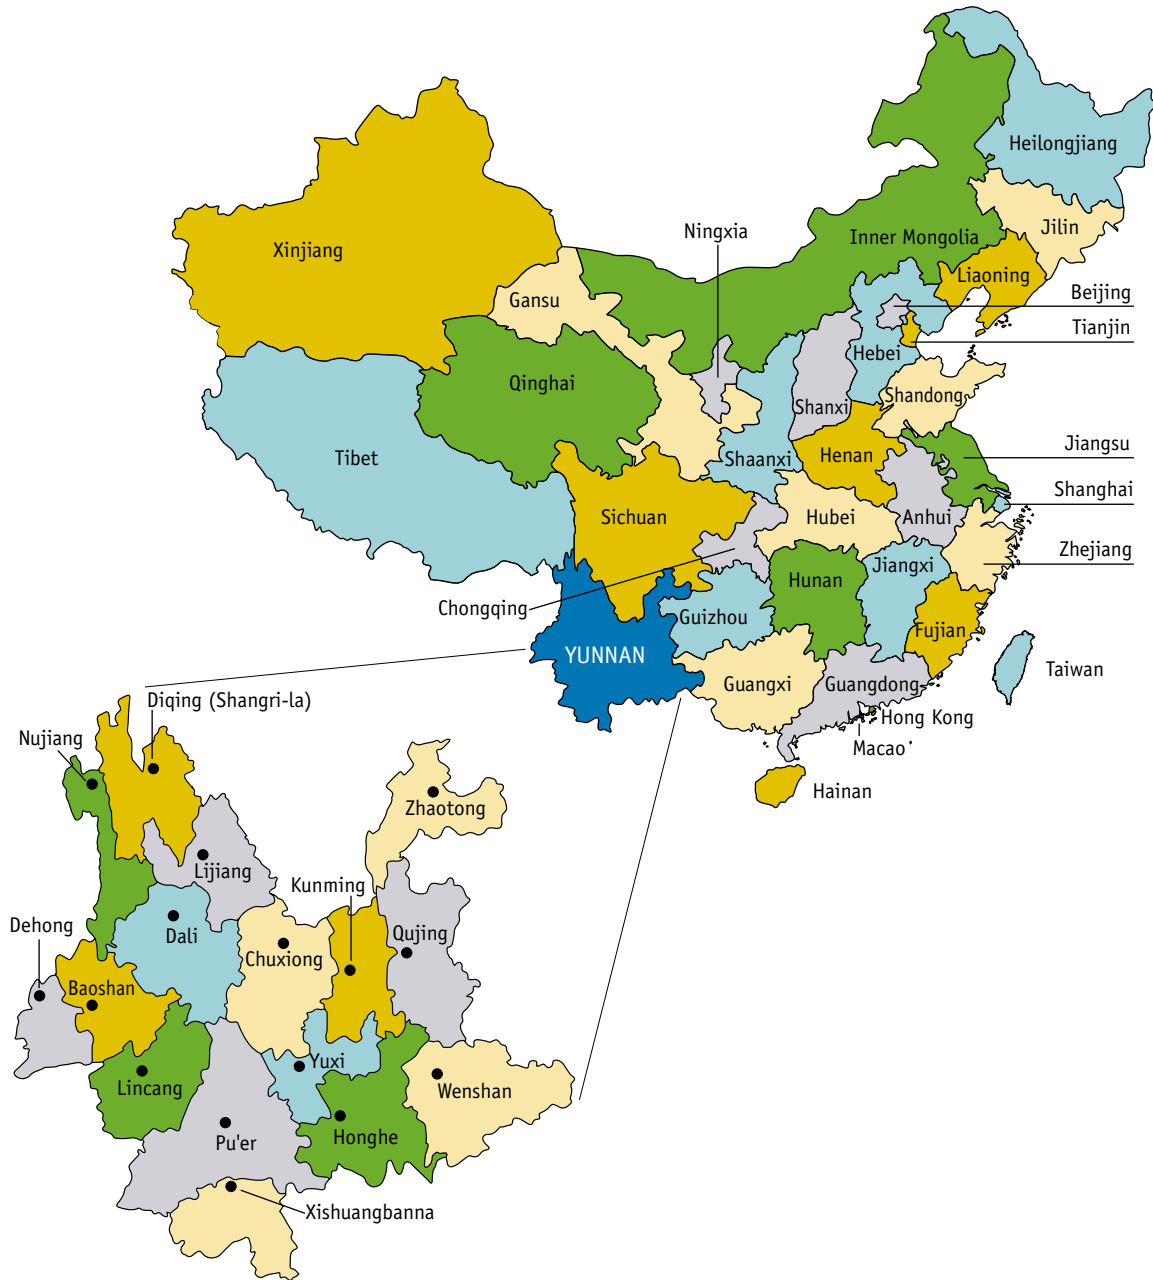 Heilongjiang
Jilin
Ningxia
Inner Mongolia
Xinjiang
Liaoning
Gansu
Beijing
Tianjin
Hebei
Qinghai
Shandong
Shanxi
Jiangsu
Tibet
Shaanxi
Henan
Shanghai
Sichuan
Hubei
Anhui
Zhejiang
Jiangxi
Hunan
Chongqing
Guizhou
Fujian
YUNNAN
Taiwan
Guangxi
Guangdong
Hong Kong
Macao
Hainan
Diqing (Shangri-la)
Nujiang
Zhaotong
Lijiang
Kunming
Dehong
Dali
Qujing
Chuxiong
Baoshan
Yuxi
Lincang
Wenshan
Pu'er
Honghe
Xishuangbanna